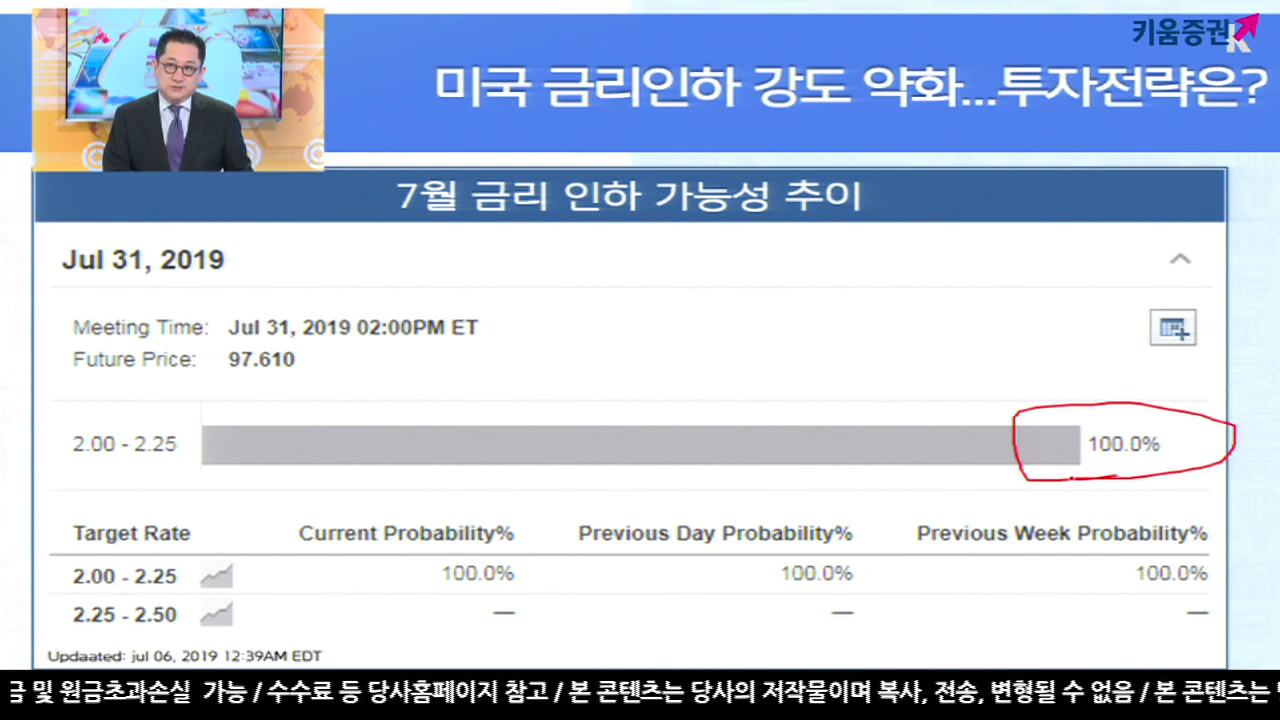 키움증권
미국 금리인하 강도 약화...투자전략은?
7월 금리 인하 가능성 추이
Jul 31, 2019
Meeting Time: Jul 31, 2019 02:00PM ET
Future Price: 97.610
2.00 - 2.25 100.0%
Target Rate Current Probability% Previous Day Probability% Previous Week Probability%
2.00 - 2.25 100.0% 100.0% 100.0%
2.25 - 2.50 — — —
Updaated: jul 06, 2019 12:39AM EDT
금 및 원금초과손실 가능 / 수수료 등 당사홈페이지 참고 / 본 콘텐츠는 당사의 저작물이며 복사, 전송, 변형될 수 없음 / 본 콘텐츠는